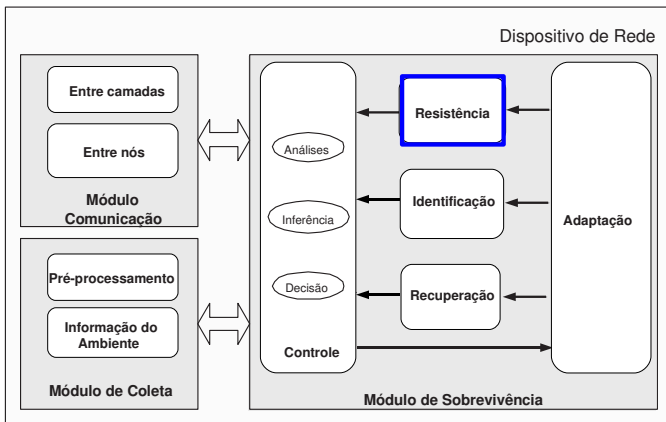 Dispositivo de Rede
Entre camadas
Entre nós
Módulo
Comunicação
Pré-processamento
Informação do
Ambiente
Módulo de Coleta
Análises
Inferência
Decisão
Controle
Resistência
Identificação
Recuperação
Adaptação
Módulo de Sobrevivência